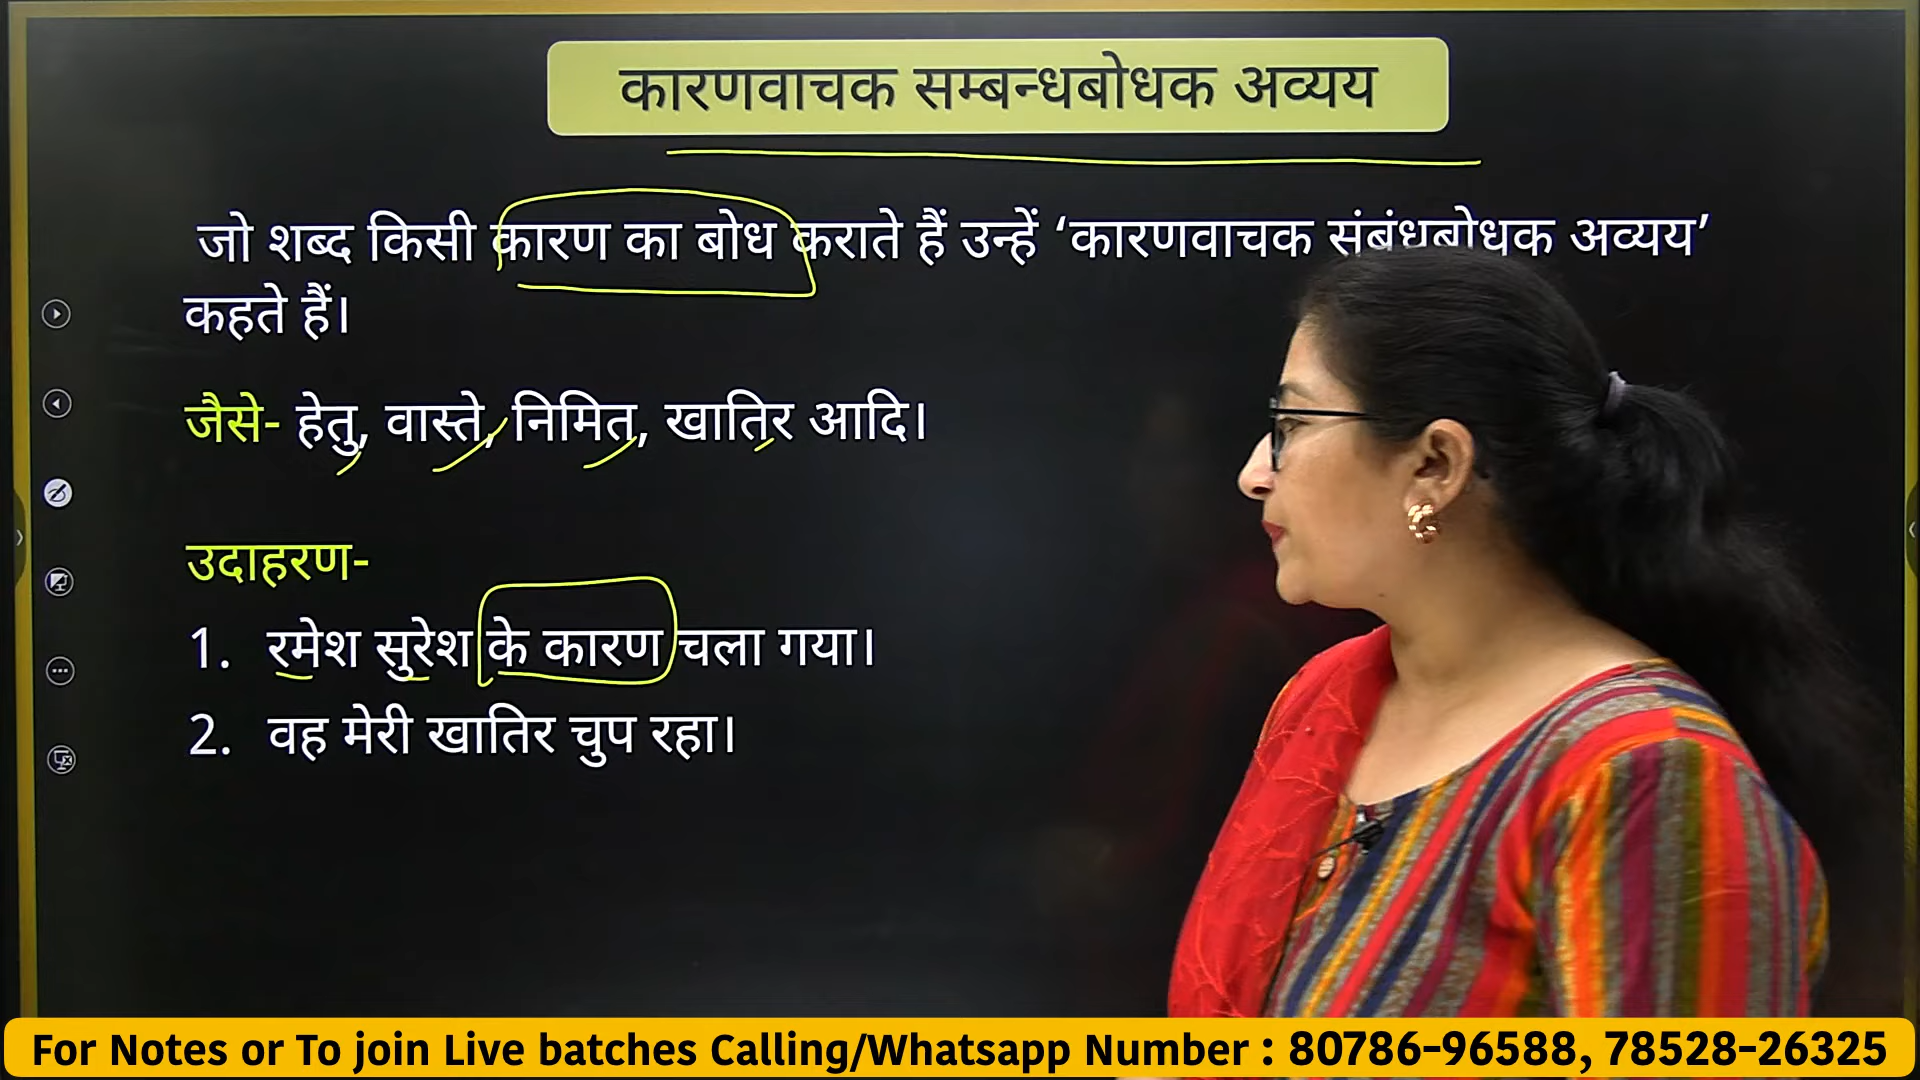 कारणवाचक सम्बन्धबोधक अव्यय
जो शब्द किसी कारण का बोध कराते हैं उन्हें ‘कारणवाचक संबंधबोधक अव्यय’
कहते हैं।
जैसे- हेतु, वास्ते, निमित, खातिर आदि।
उदाहरण-
1. रमेश सुरेश के कारण चला गया।
2. वह मेरी खातिर चुप रहा।
For Notes or To join Live batches Calling/Whatsapp Number : 80786-96588, 78528-26325